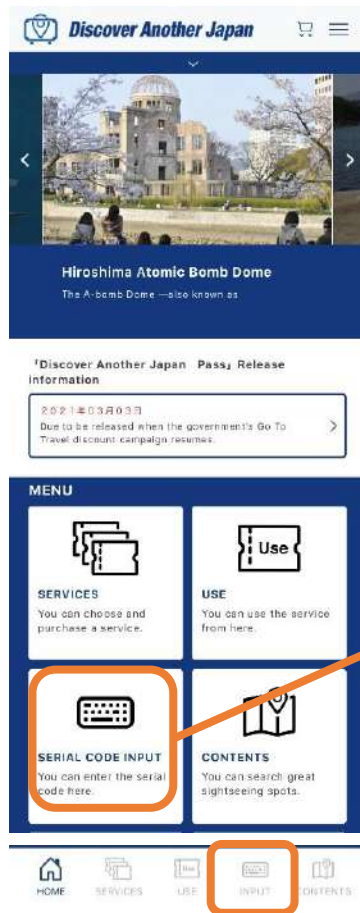 Discover Another Japan
Hiroshima Atomic Bomb Dome
The A-bomb Dome —also known as
「Discover Another Japan Pass」 Release
information
2021年03月03日
Due to be released when the government's Go To
Travel discount campaign resumes.
MENU
Use
SERVICES
You can choose and
purchase a service.
USE
You can use the service
from here.
SERIAL CODE INPUT
You can enter the serial
code here.
CONTENTS
You can search great
sightseeing spots.
Use
HOME
SERVICES
USE
INPUT
CONTENTS